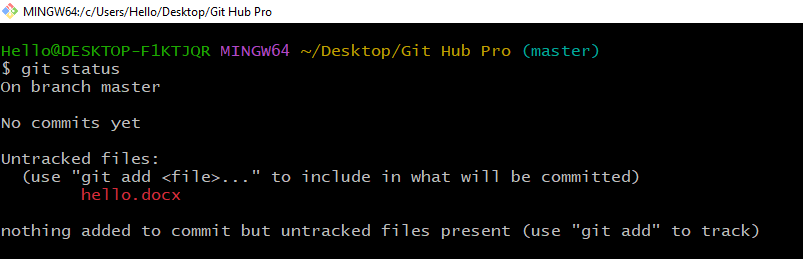 MINGW64:/c/Users/Hello/Desktop/Git Hub Pro
Hello@DESKTOP-F1KTJQR MINGW64 ~/Desktop/Git Hub Pro (master)
$ git status
On branch master
No commits yet
Untracked files:
(use "git add <file>..." to include in what will be committed)
hello.docx
nothing added to commit but untracked files present (use "git add" to track)